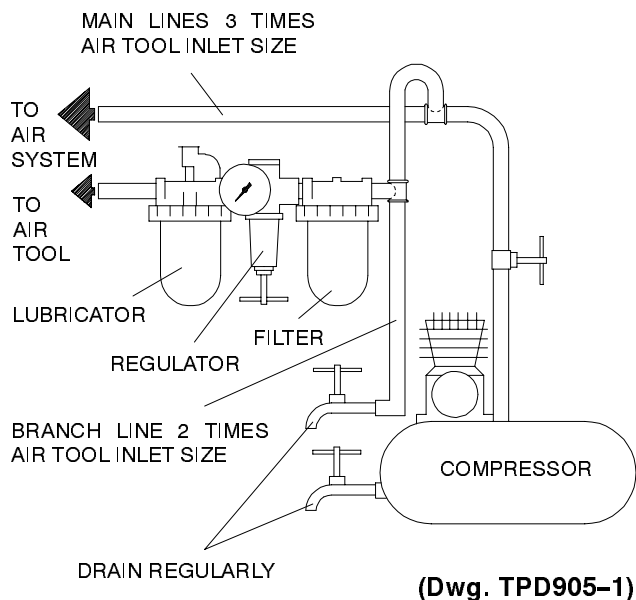 MAIN LINES 3 TIMES
AIR TOOL INLET SIZE
TO
AIR
SYSTEM
TO
AIR
TOOL
LUBRICATOR
REGULATOR
FILTER
BRANCH LINE 2 TIMES
AIR TOOL INLET SIZE
COMPRESSOR
DRAIN REGULARLY
(Dwg. TPD905–1)